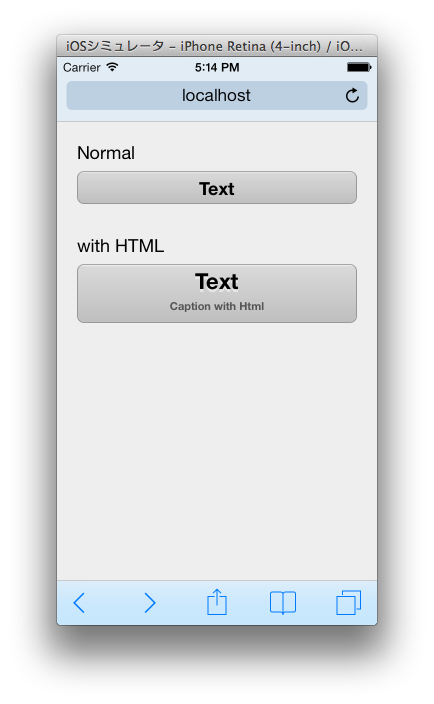 iOSシミュレータ - iPhone Retina (4-inch) / iO...
Carrier 5:14 PM
localhost
Normal
Text
with HTML
Text
Caption with Html